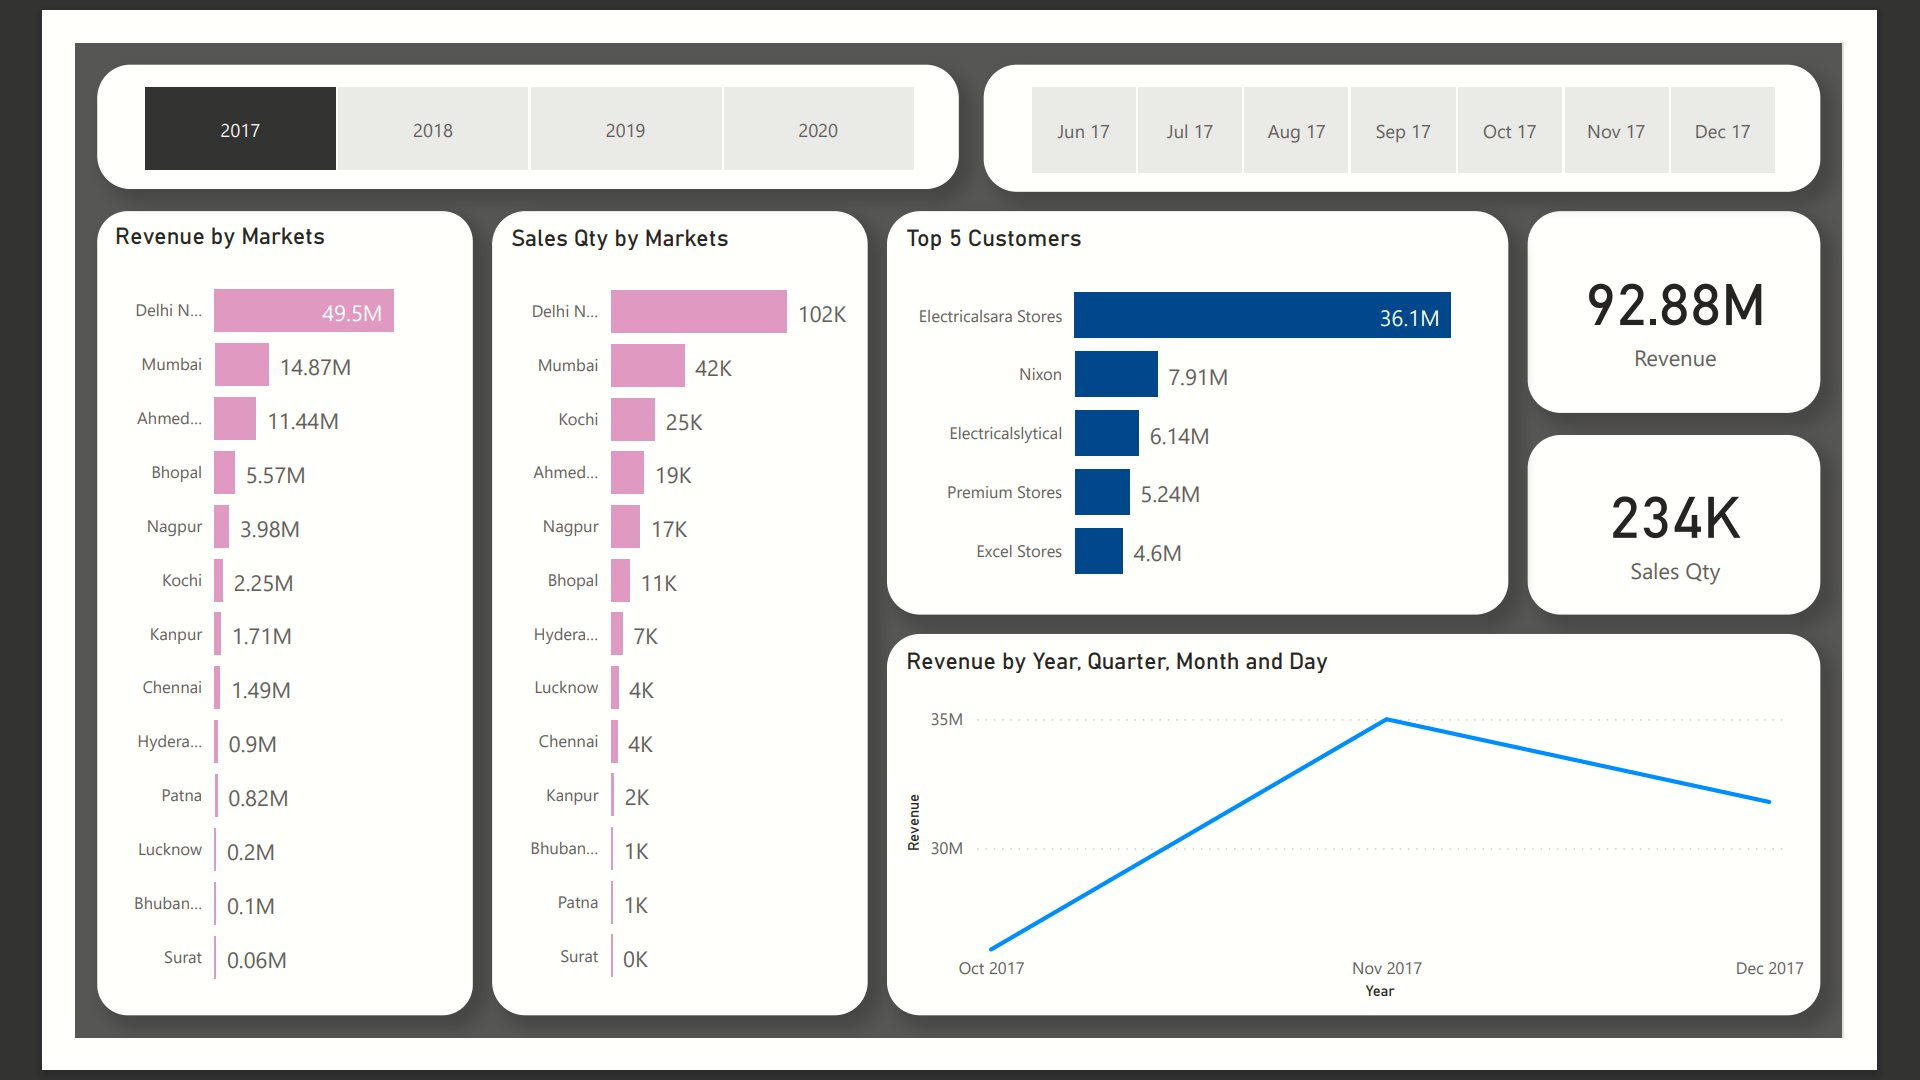 2017 2018 2019 2020
Jun 17 Jul 17 Aug 17 Sep 17 Oct 17 Nov 17 Dec 17
Revenue by Markets
Delhi N... 49.5M
Mumbai 14.87M
Ahmed... 11.44M
Bhopal 5.57M
Nagpur 3.98M
Kochi 2.25M
Kanpur 1.71M
Chennai 1.49M
Hydera... 0.9M
Patna 0.82M
Lucknow 0.2M
Bhuban... 0.1M
Surat 0.06M
Sales Qty by Markets
Delhi N... 102K
Mumbai 42K
Kochi 25K
Ahmed... 19K
Nagpur 17K
Bhopal 11K
Hydera... 7K
Lucknow 4K
Chennai 4K
Kanpur 2K
Bhuban... 1K
Patna 1K
Surat 0K
Top 5 Customers
Electricalsara Stores 36.1M
Nixon 7.91M
Electricalslytical 6.14M
Premium Stores 5.24M
Excel Stores 4.6M
92.88M
Revenue
234K
Sales Qty
Revenue by Year, Quarter, Month and Day
35M
30M
Revenue
Oct 2017 Nov 2017 Dec 2017
Year